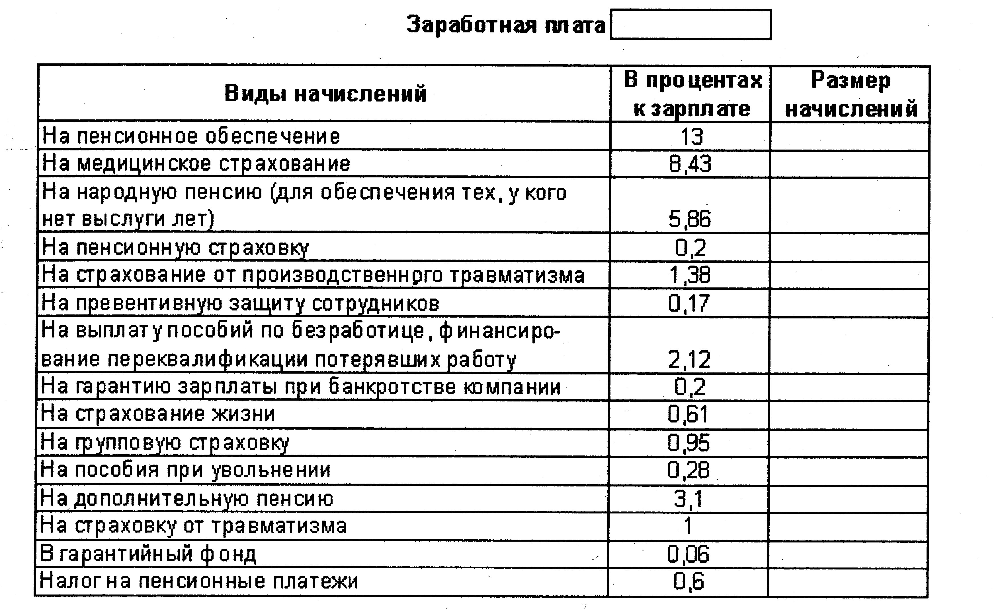 Заработная плата
Виды начислений
В процентах
к зарплате
Размер
начислений
На пенсионное обеспечение 13
На медицинское страхование 8,43
На народную пенсию (для обеспечения тех, у кого
нет выслуги лет) 5,86
На пенсионную страховку 0,2
На страхование от производственного травматизма 1,38
На превентивную защиту сотрудников 0,17
На выплату пособий по безработице, финансиро-
вание переквалификации потерявших работу 2,12
На гарантию зарплаты при банкротстве компании 0,2
На страхование жизни 0,61
На групповую страховку 0,95
На пособия при увольнении 0,28
На дополнительную пенсию 3,1
На страховку от травматизма 1
В гарантийный фонд 0,06
Налог на пенсионные платежи 0,6